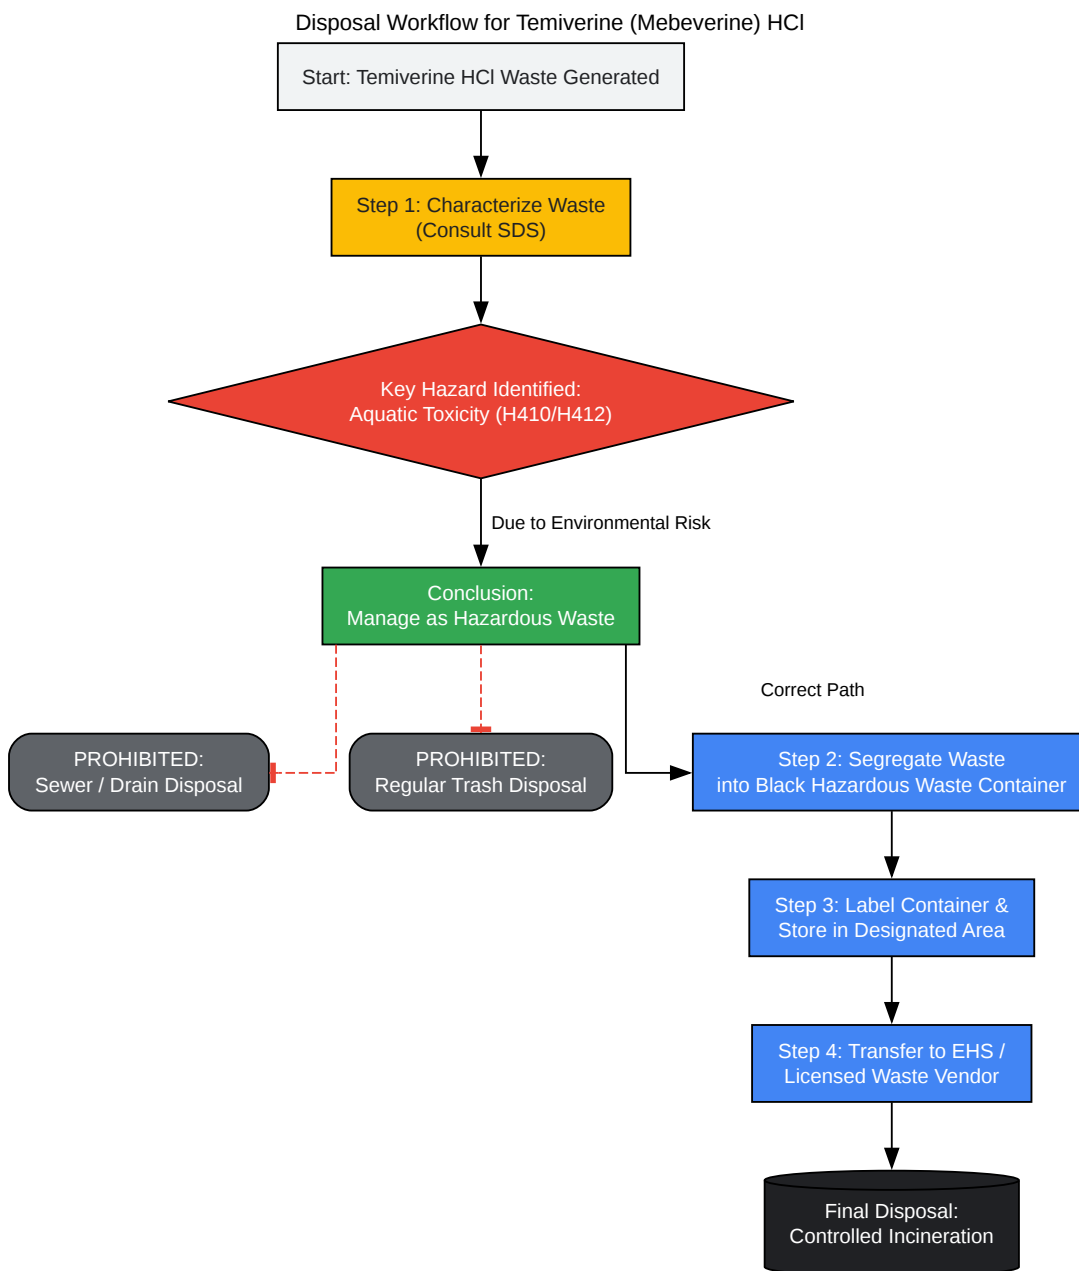 Disposal Workflow for Temiverine (Mebeverine) HCl
Start: Temiverine HCl Waste Generated
Step 1: Characterize Waste
(Consult SDS)
Key Hazard Identified:
Aquatic Toxicity (H410/H412)
Due to Environmental Risk
Conclusion:
Manage as Hazardous Waste
Correct Path
PROHIBITED:
Sewer / Drain Disposal
PROHIBITED:
Regular Trash Disposal
Step 2: Segregate Waste
into Black Hazardous Waste Container
Step 3: Label Container &
Store in Designated Area
Step 4: Transfer to EHS /
Licensed Waste Vendor
Final Disposal:
Controlled Incineration